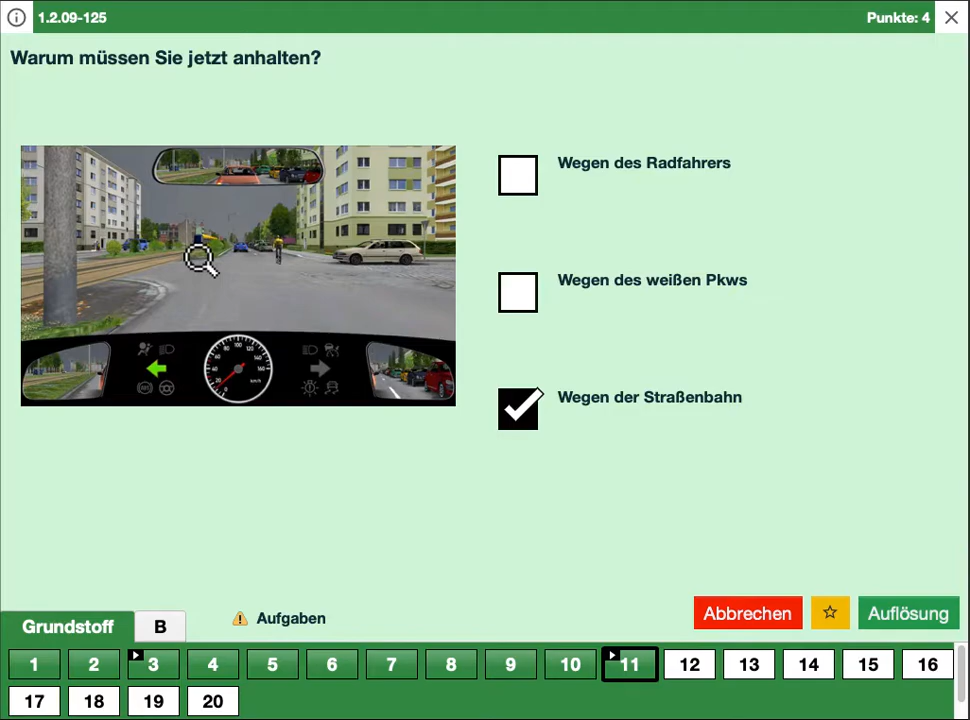 1.2.09-125
Punkte: 4
Warum müssen Sie jetzt anhalten?
Wegen des Radfahrers
Wegen des weißen Pkws
Wegen der Straßenbahn
Aufgaben
Abbrechen
Auflösung
Grundstoff
B
1 2 3 4 5 6 7 8 9 10 11 12 13 14 15 16
17 18 19 20